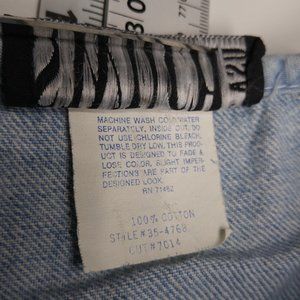 77
30
MACHINE WASH COLD WATER
SEPARATELY, INSIDE OUT. DO
NOT USE CHLORINE BLEACH.
TUMBLE DRY LOW. THIS PROD-
UCT IS DESIGNED TO FADE &
LOSE COLOR. SLIGHT IMPER-
FECTIONS ARE PART OF THE
DESIGNED LOOK.
RN 71462
100% COTTON
STYLE#35-4768
CUT#7014